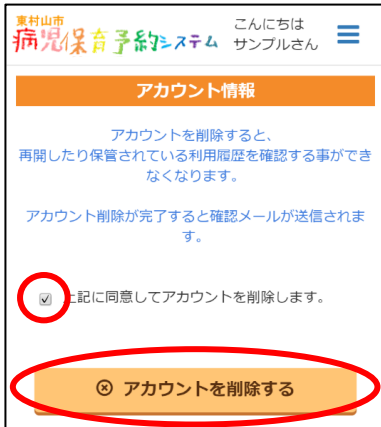 東村山市
病児保育予約システム
こんにちは
サンプルさん
アカウント情報
アカウントを削除すると、
再開したり保管されている利用履歴を確認する事ができ
なくなります。
アカウント削除が完了すると確認メールが送信されま
す。
上記に同意してアカウントを削除します。
アカウントを削除する